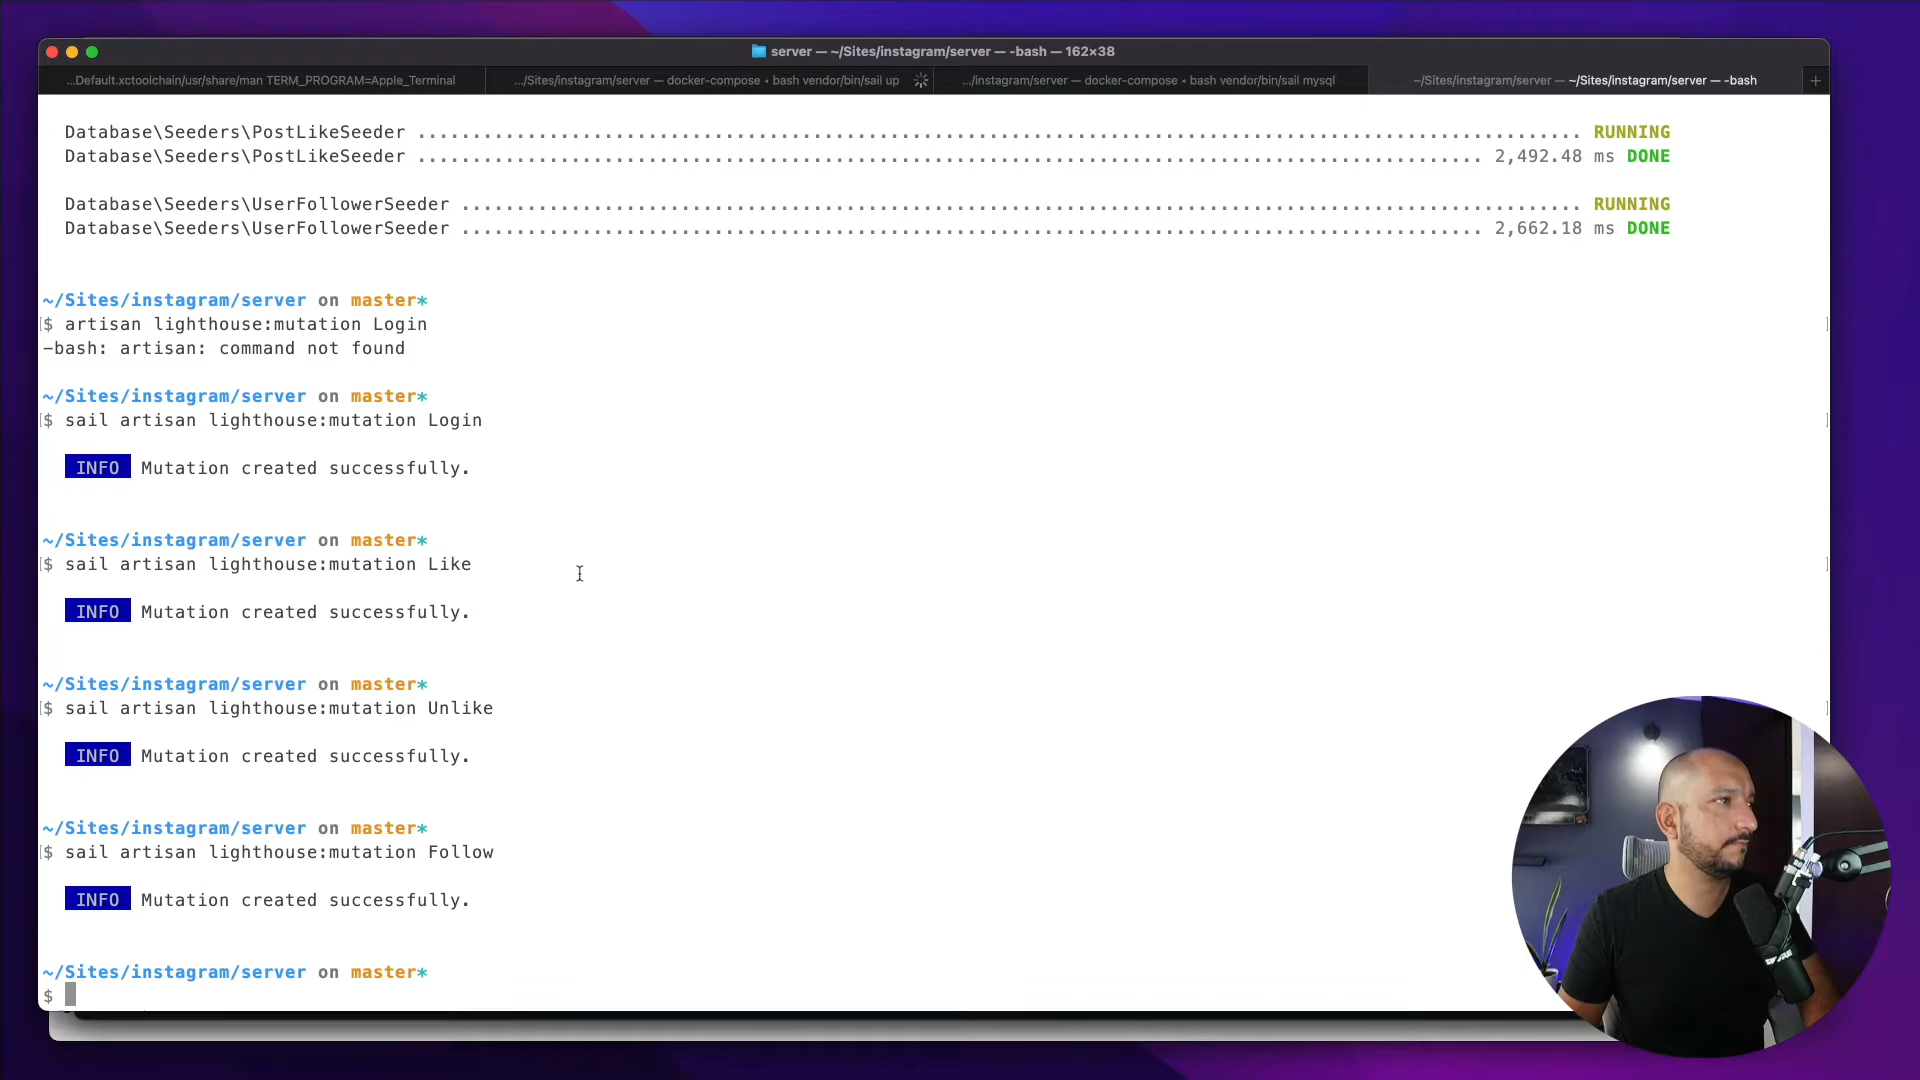 server — ~/Sites/instagram/server — -bash — 162×38
...Default.xctoolchain/usr/share/man TERM_PROGRAM=Apple_Terminal
.../Sites/instagram/server — docker-compose ◂ bash vendor/bin/sail up
.../instagram/server — docker-compose ◂ bash vendor/bin/sail mysql
~/Sites/instagram/server — ~/Sites/instagram/server — -bash
+
Database\Seeders\PostLikeSeeder .......................................................................................................... RUNNING
Database\Seeders\PostLikeSeeder ................................................................................................. 2,492.48 ms DONE
Database\Seeders\UserFollowerSeeder ...................................................................................................... RUNNING
Database\Seeders\UserFollowerSeeder ............................................................................................. 2,662.18 ms DONE
~/Sites/instagram/server on master*
[$ artisan lighthouse:mutation Login ]
-bash: artisan: command not found
~/Sites/instagram/server on master*
[$ sail artisan lighthouse:mutation Login ]
INFO Mutation created successfully.
~/Sites/instagram/server on master*
[$ sail artisan lighthouse:mutation Like ]
INFO Mutation created successfully.
~/Sites/instagram/server on master*
[$ sail artisan lighthouse:mutation Unlike ]
INFO Mutation created successfully.
~/Sites/instagram/server on master*
[$ sail artisan lighthouse:mutation Follow
INFO Mutation created successfully.
~/Sites/instagram/server on master*
$